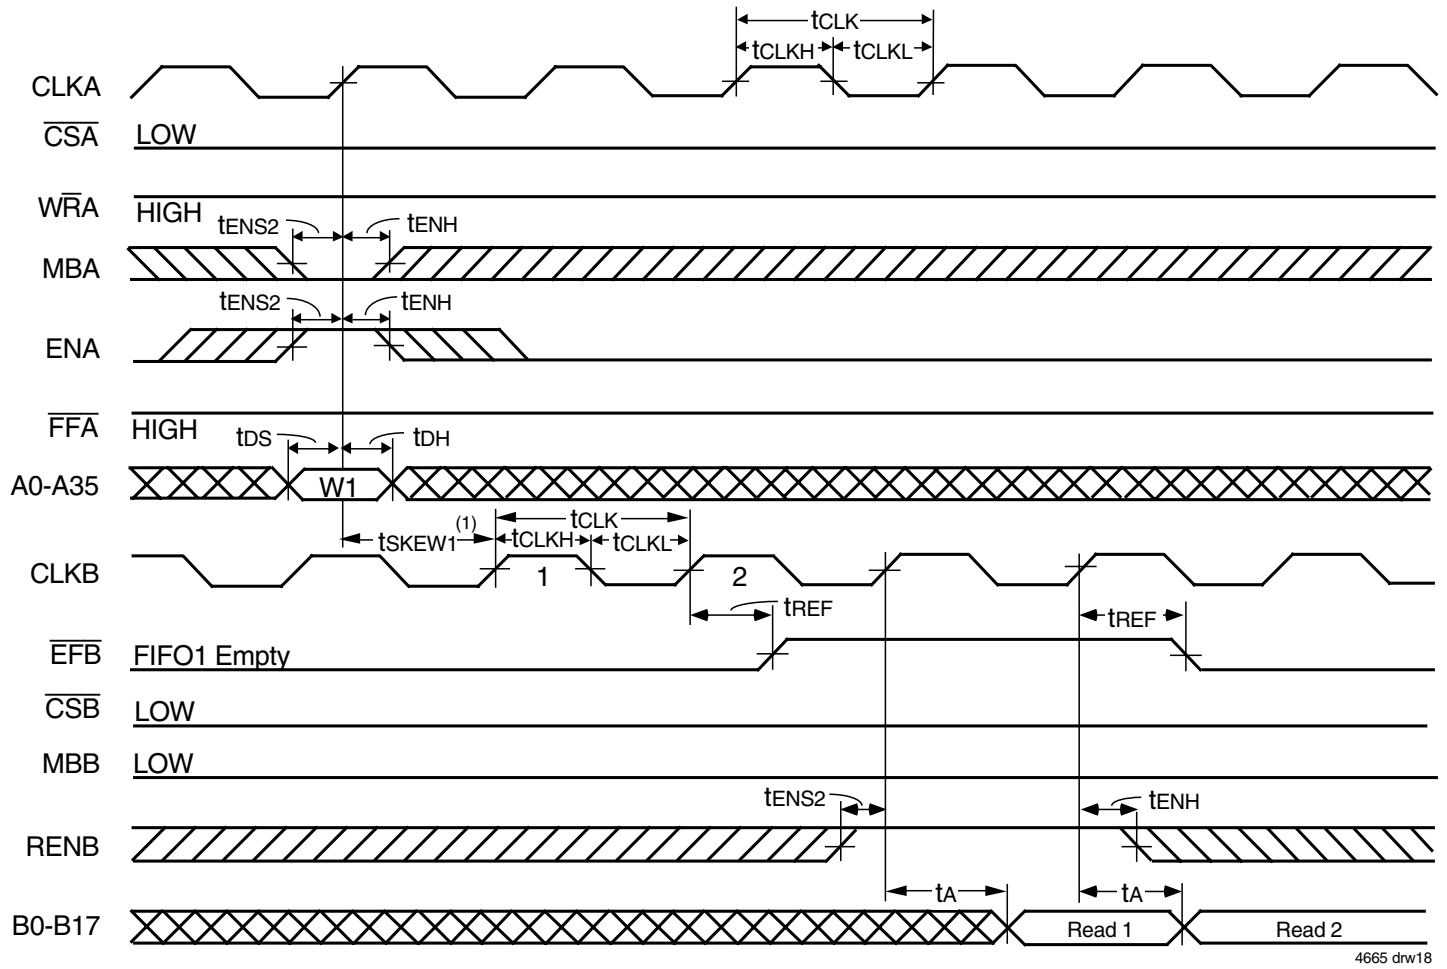 tCLK
tCLKH tCLKL
CLKA
CSA LOW
W/RA HIGH
tENS2 tENH
MBA
tENS2 tENH
ENA
FFA HIGH
tDS tDH
A0-A35 W1
tSKEW1(1) tCLK
tCLKH tCLKL
CLKB 1 2
tREF tREF
EFB FIFO1 Empty
CSB LOW
MBB LOW
tENS2 tENH
RENB
tA tA
B0-B17 Read 1 Read 2
4665 drw18